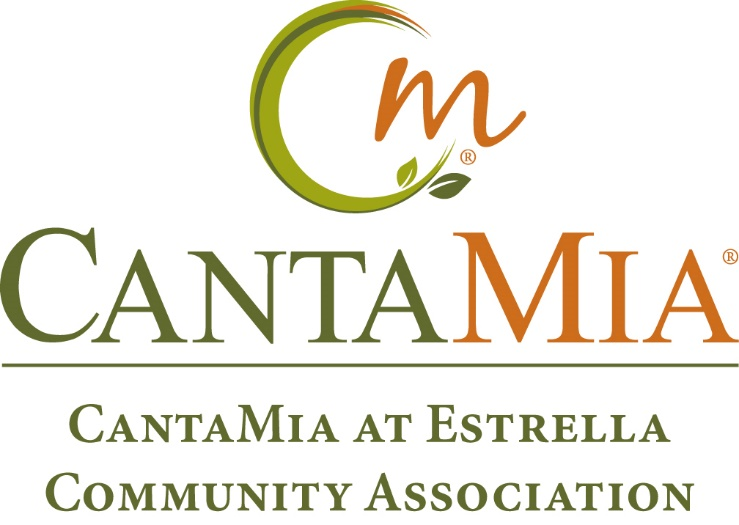 Cm®
CANTAMIA®
CANTAMIA AT ESTRELLA
COMMUNITY ASSOCIATION